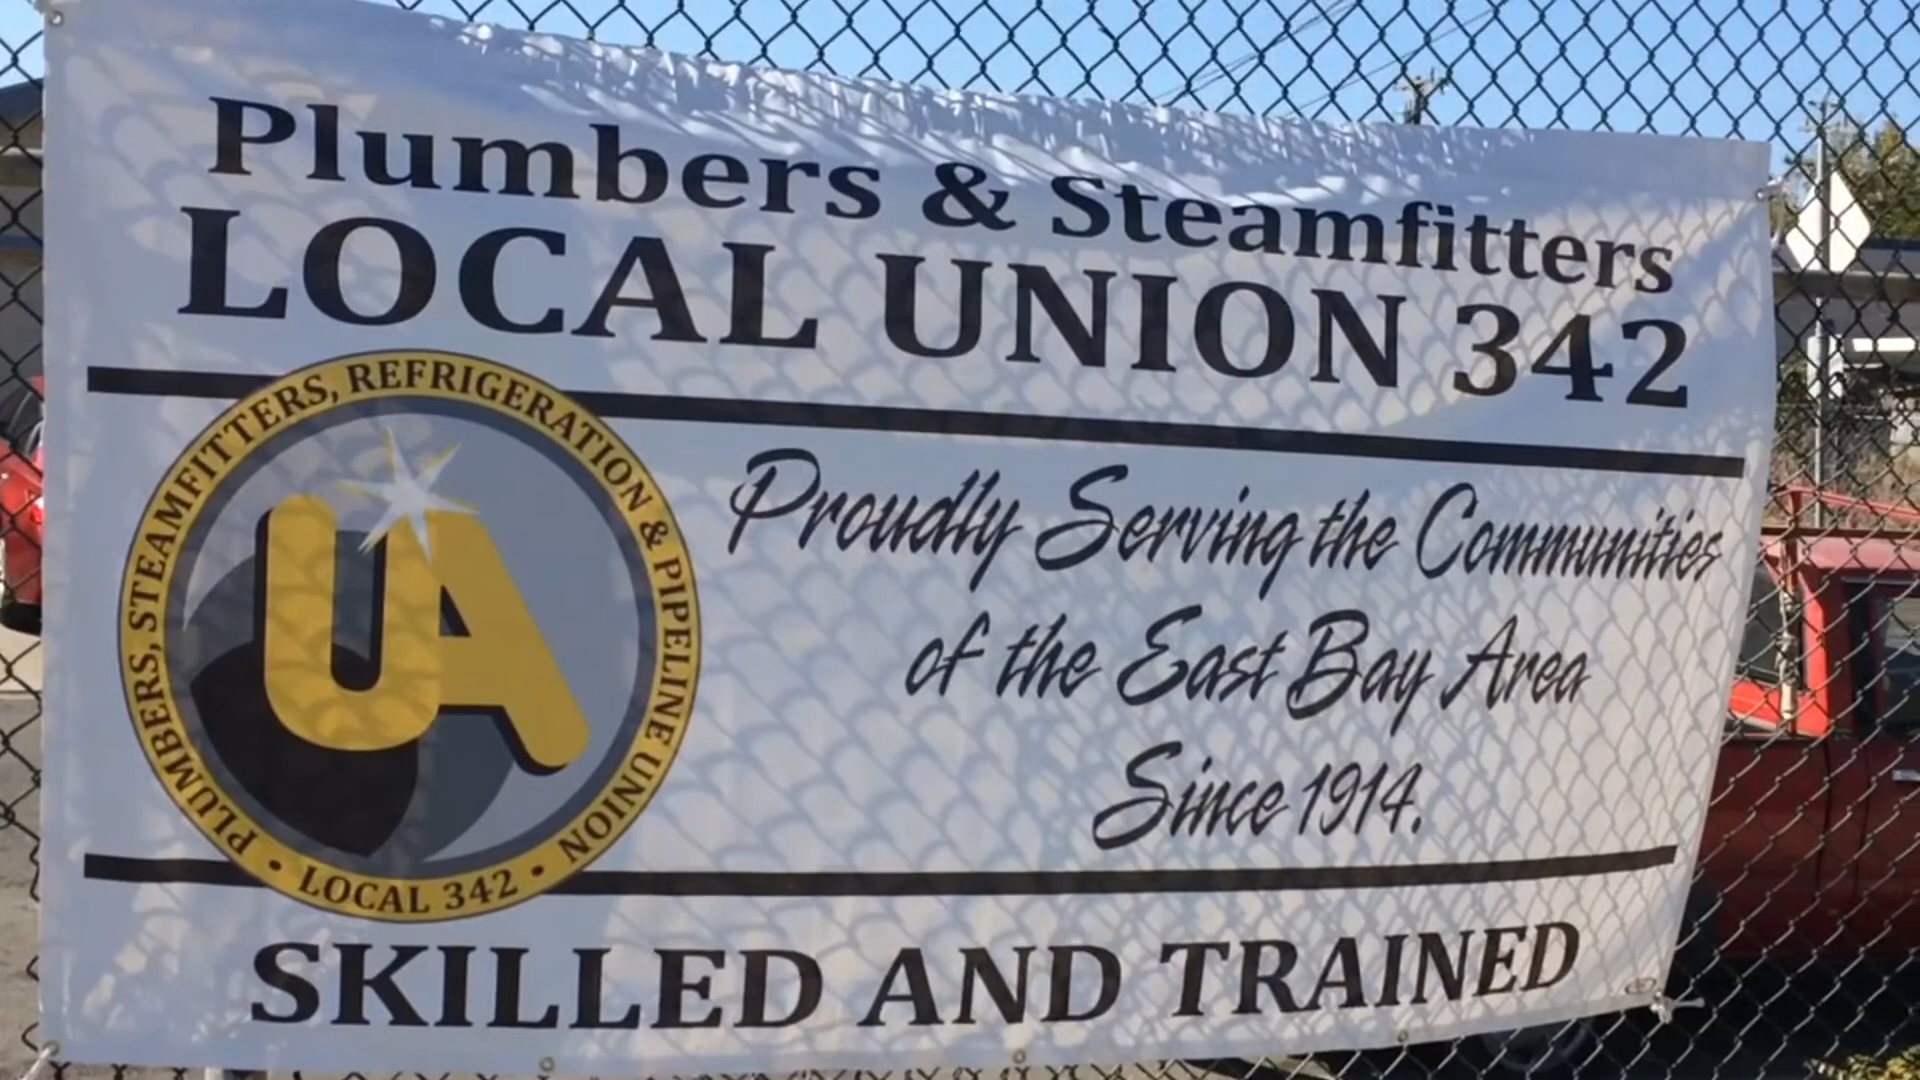 Plumbers & Steamfitters
LOCAL UNION 342
PLUMBERS, STEAMFITTERS, REFRIGERATION & PIPELINE UNION
• LOCAL 342 •
UA
Proudly Serving the Communities
of the East Bay Area
Since 1914.
SKILLED AND TRAINED